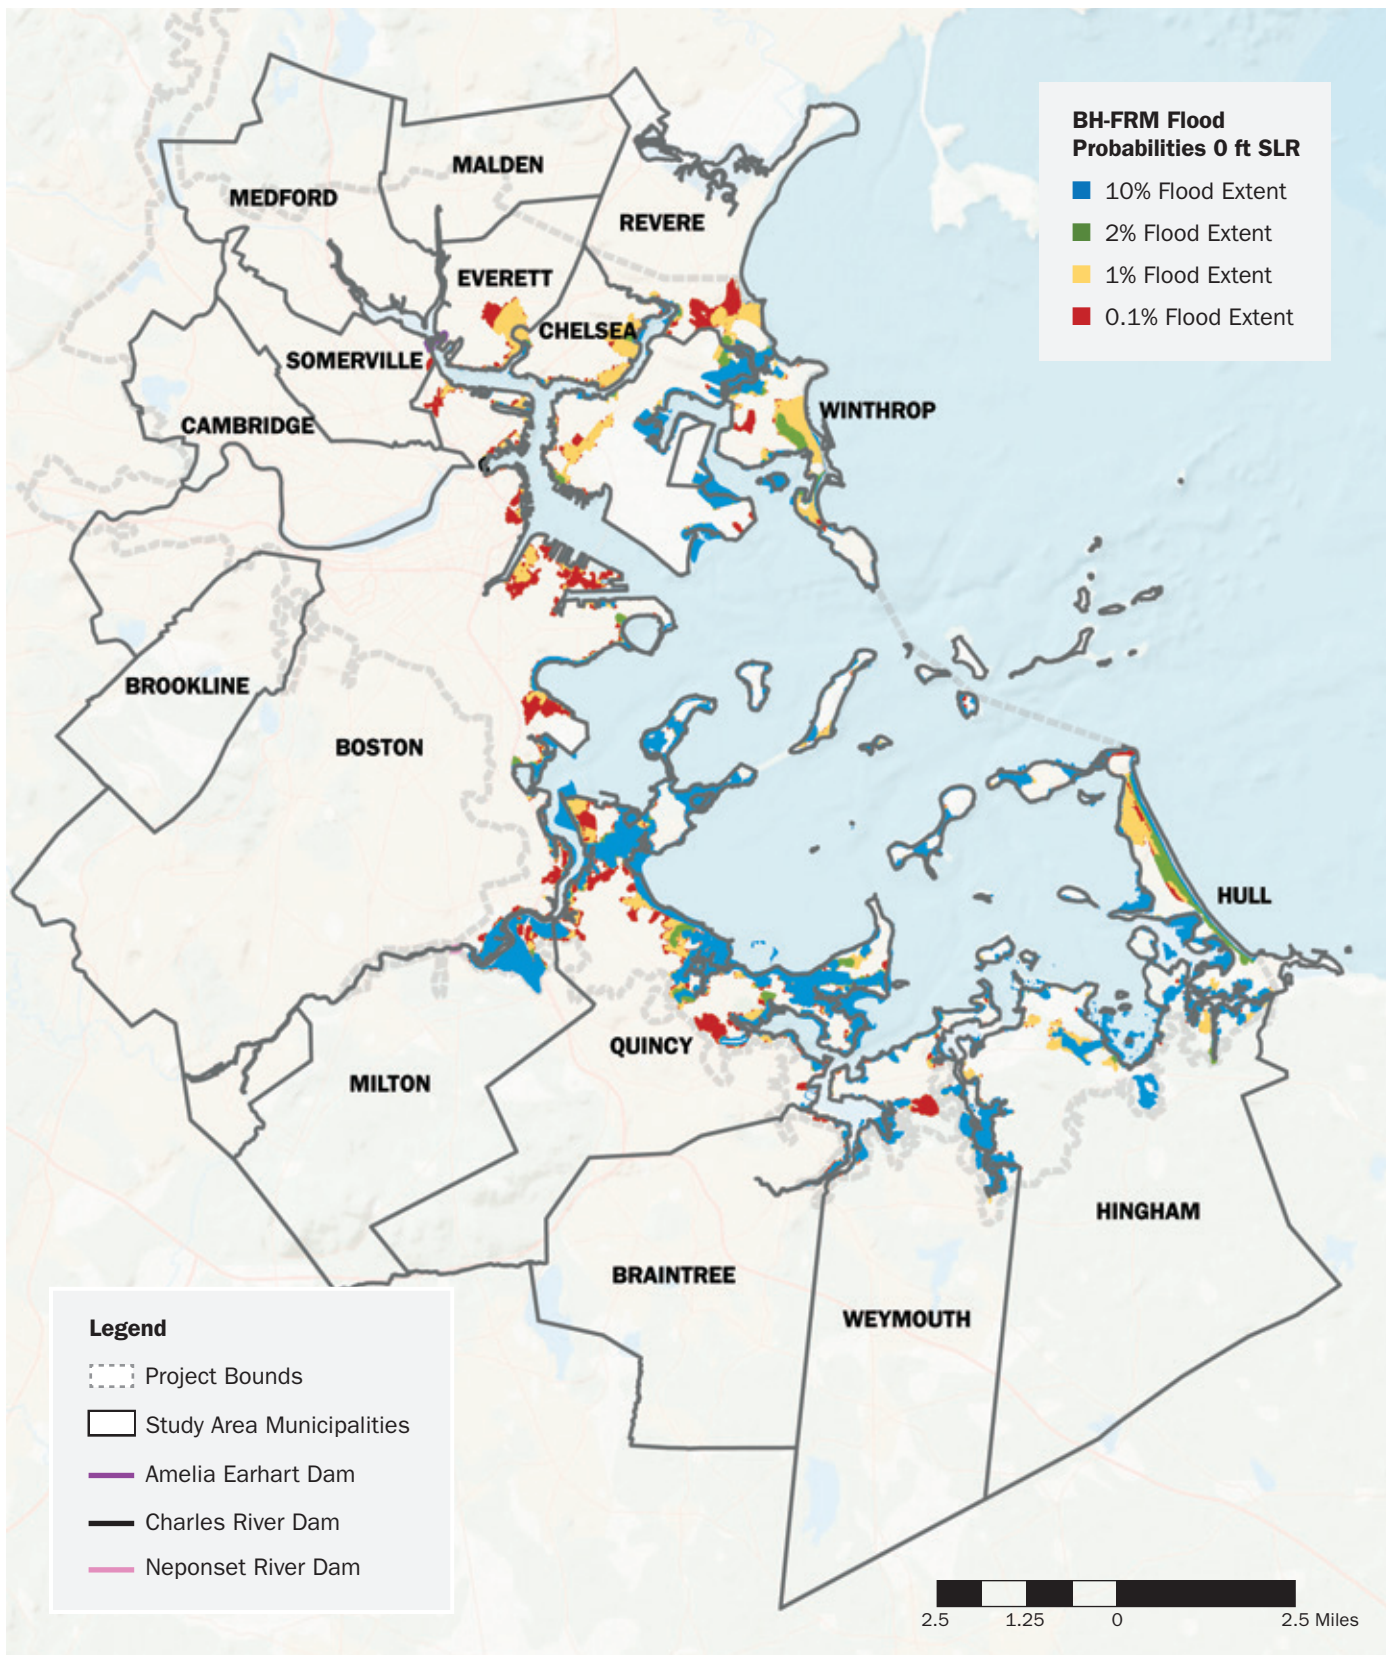 BH-FRM Flood
Probabilities 0 ft SLR
10% Flood Extent
2% Flood Extent
1% Flood Extent
0.1% Flood Extent
MALDEN
MEDFORD
REVERE
EVERETT
CHELSEA
SOMERVILLE
WINTHROP
CAMBRIDGE
BROOKLINE
BOSTON
HULL
QUINCY
MILTON
HINGHAM
BRAINTREE
WEYMOUTH
Legend
Project Bounds
Study Area Municipalities
Amelia Earhart Dam
Charles River Dam
Neponset River Dam
2.5 1.25 0 2.5 Miles